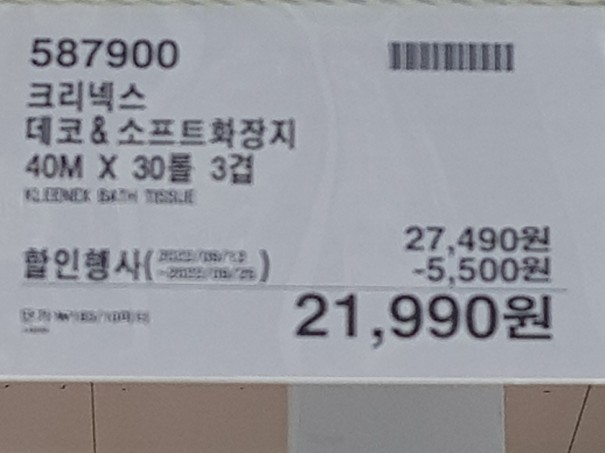 587900
크리넥스
데코&소프트화장지
40M X 30롤 3겹
KLEENEX BATH TISSUE
27,490원
할인행사(
-5,500원
)
21,990원